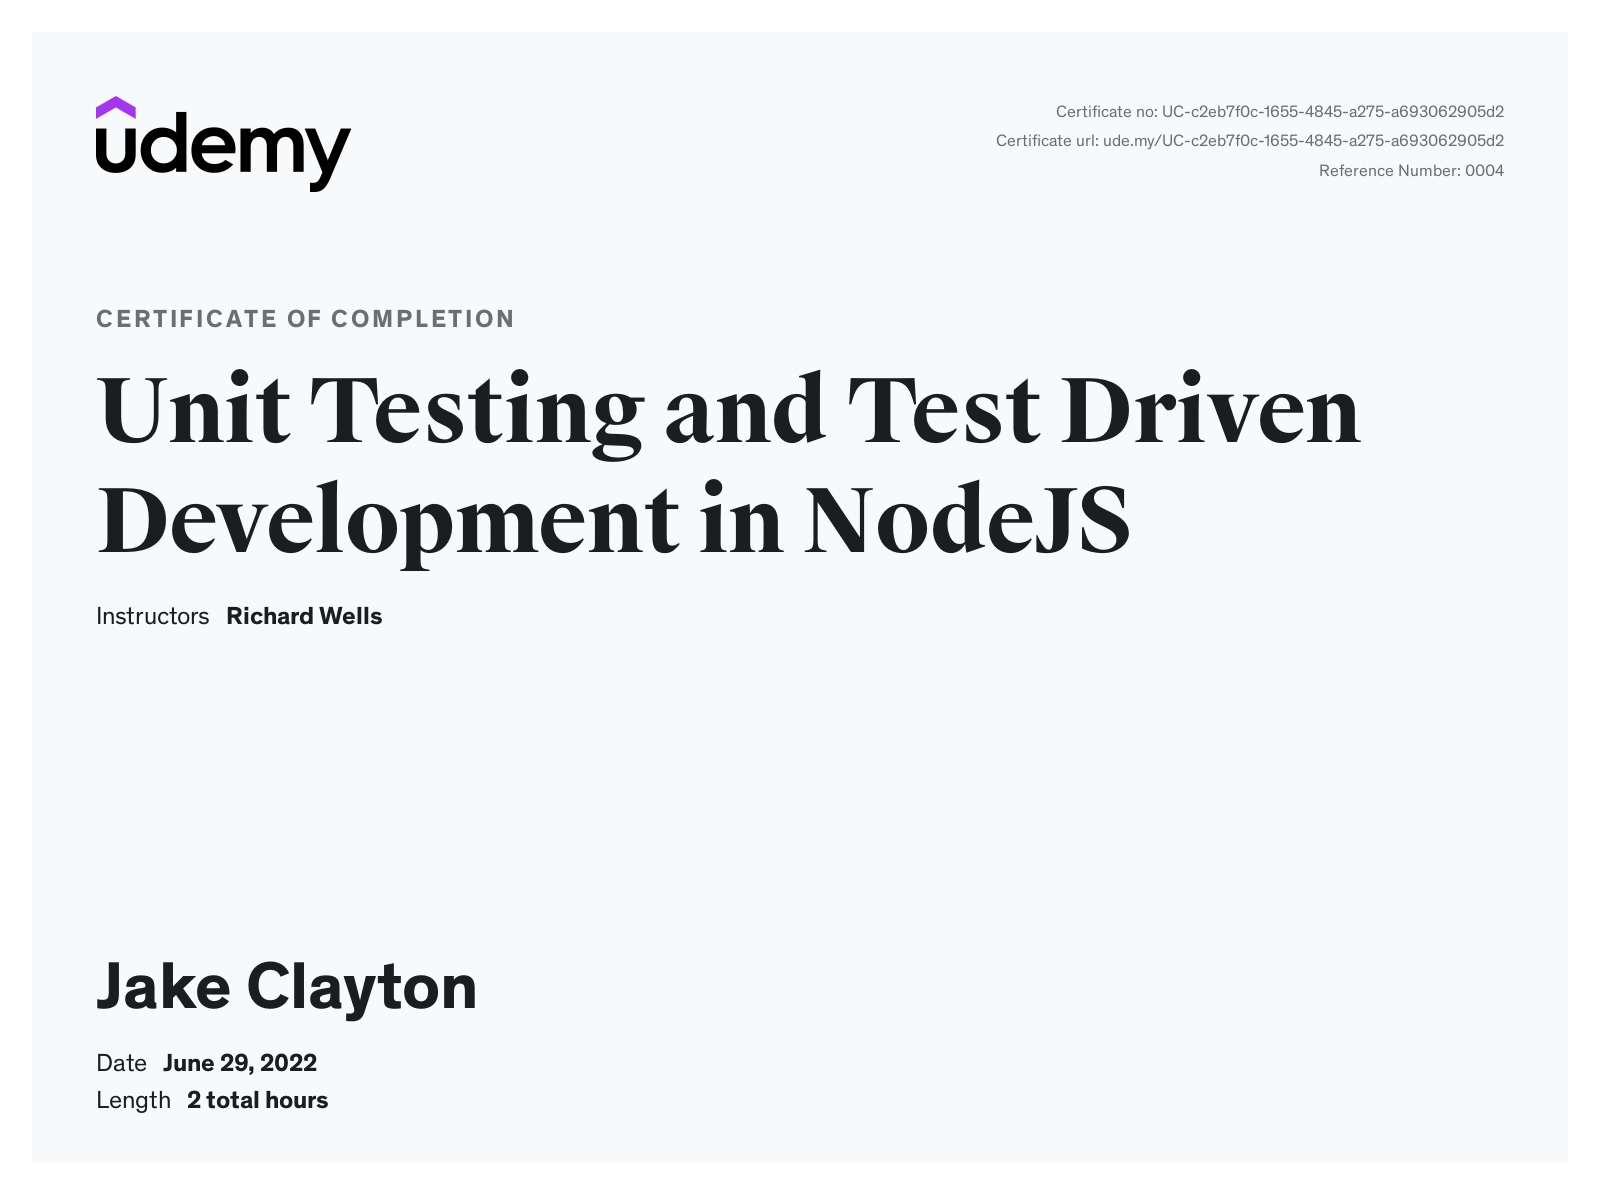 udemy
Certificate no: UC-c2eb7f0c-1655-4845-a275-a693062905d2
Certificate url: ude.my/UC-c2eb7f0c-1655-4845-a275-a693062905d2
Reference Number: 0004
CERTIFICATE OF COMPLETION
Unit Testing and Test Driven
Development in NodeJS
Instructors Richard Wells
Jake Clayton
Date June 29, 2022
Length 2 total hours